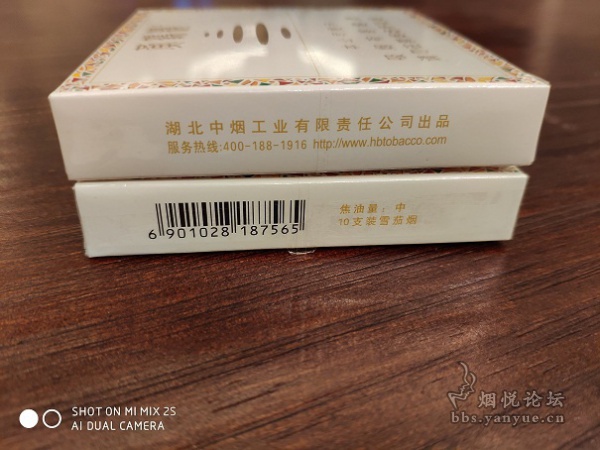 湖北中烟工业有限责任公司出品
服务热线:400-188-1916 http://www.hbtobacco.com
焦油量：中
10支装雪茄烟
6 901028 187565
SHOT ON MI MIX 2S
AI DUAL CAMERA
烟悦论坛
bbs.yanyue.cn